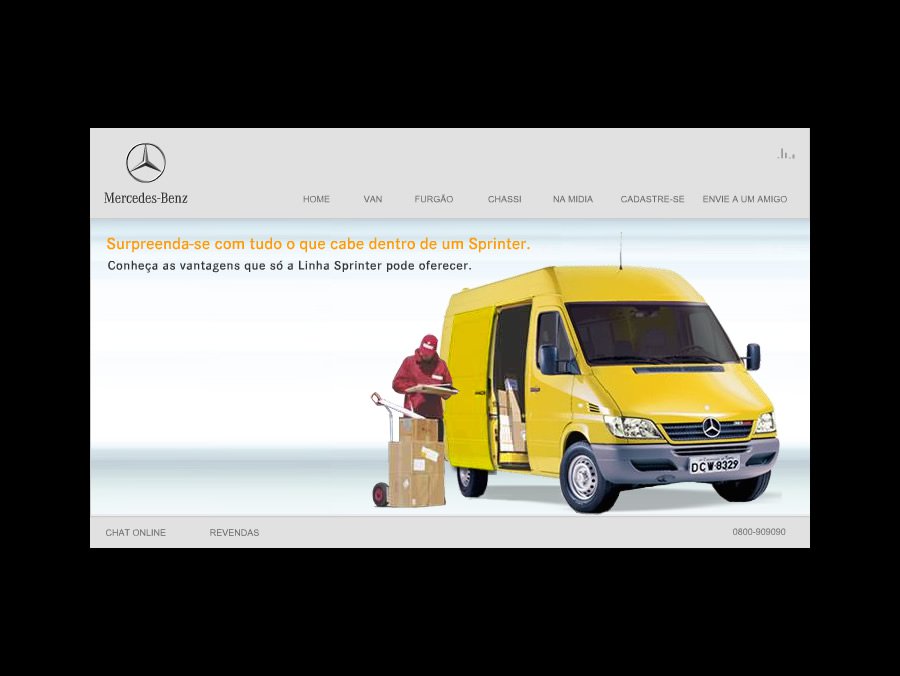 Mercedes-Benz
HOME VAN FURGÃO CHASSI NA MIDIA CADASTRE-SE ENVIE A UM AMIGO
Surpreenda-se com tudo o que cabe dentro de um Sprinter.
Conheça as vantagens que só a Linha Sprinter pode oferecer.
DCW·8329
CHAT ONLINE REVENDAS 0800-909090